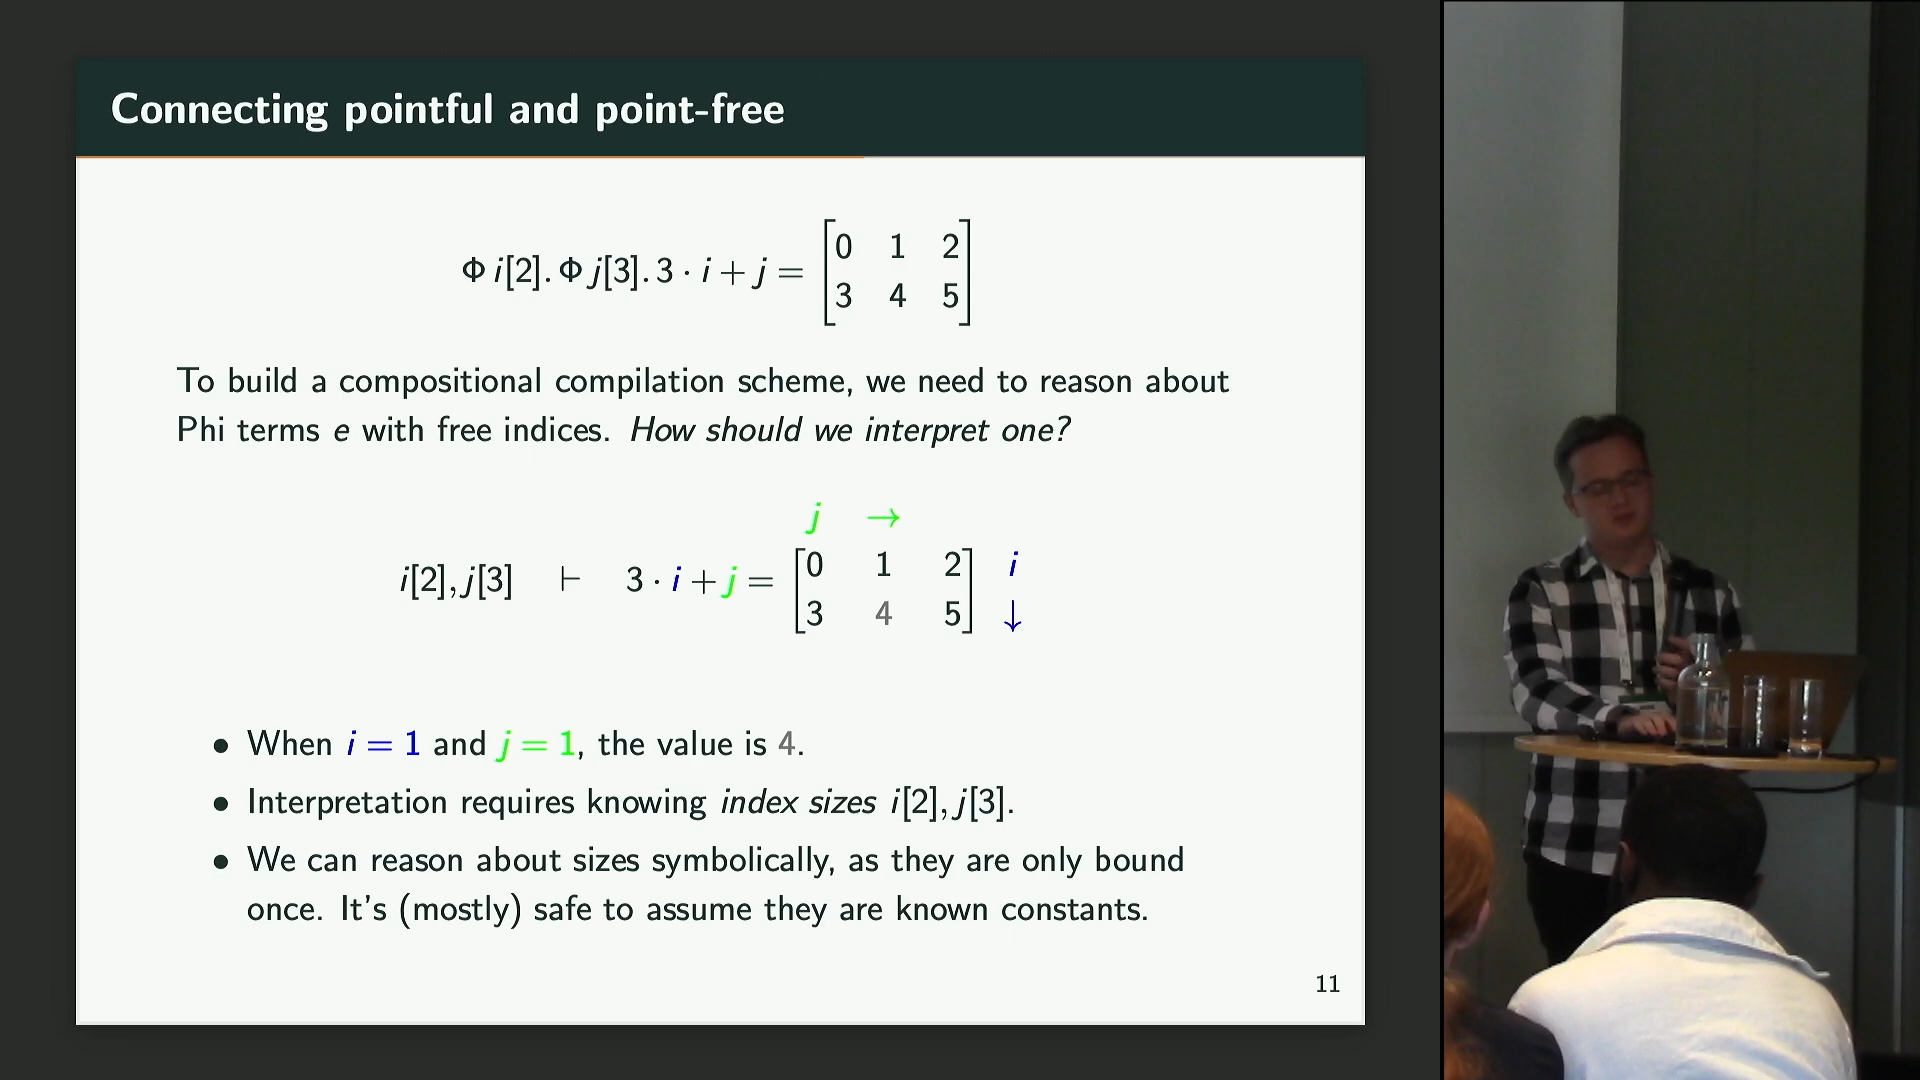 Connecting pointful and point-free
Φ i[2]. Φ j[3]. 3 · i + j = [0 1 2
3 4 5]
To build a compositional compilation scheme, we need to reason about
Phi terms e with free indices. How should we interpret one?
j →
i[2], j[3] ⊢ 3 · i + j = [0 1 2 i
3 4 5] ↓
• When i = 1 and j = 1, the value is 4.
• Interpretation requires knowing index sizes i[2], j[3].
• We can reason about sizes symbolically, as they are only bound
once. It's (mostly) safe to assume they are known constants.
11